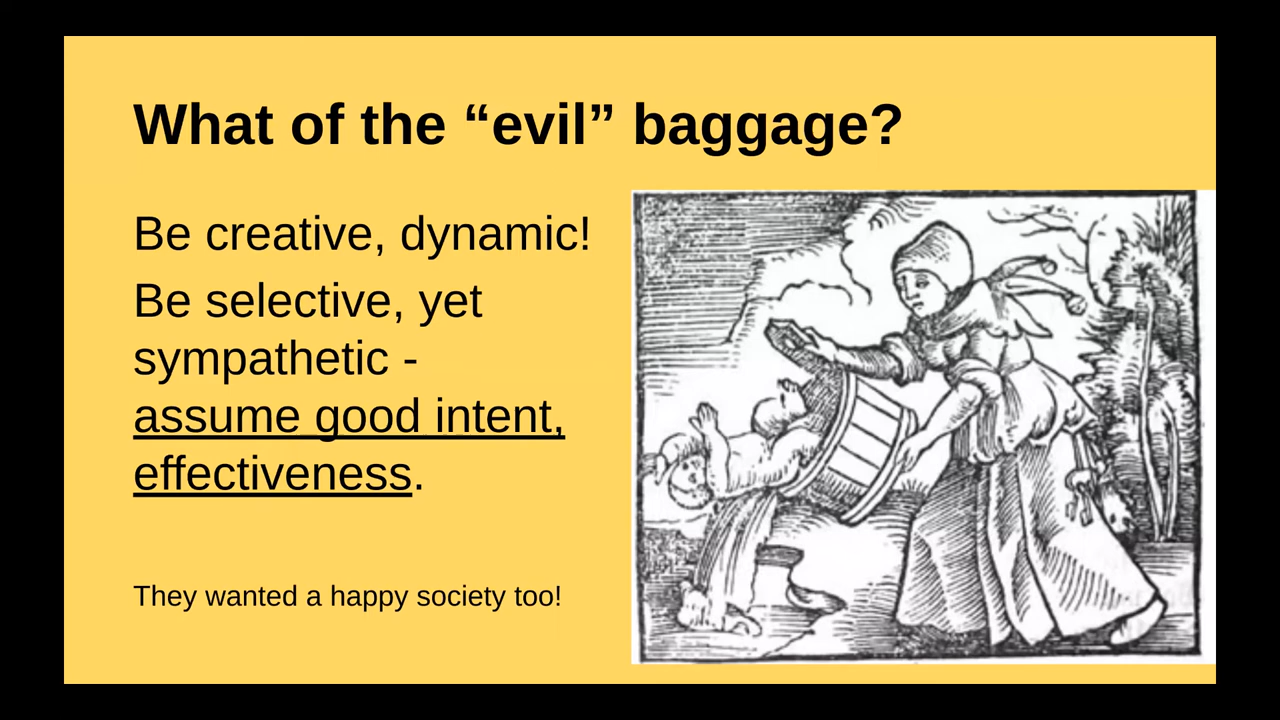 What of the “evil” baggage?
Be creative, dynamic!
Be selective, yet
sympathetic -
assume good intent,
effectiveness.
They wanted a happy society too!